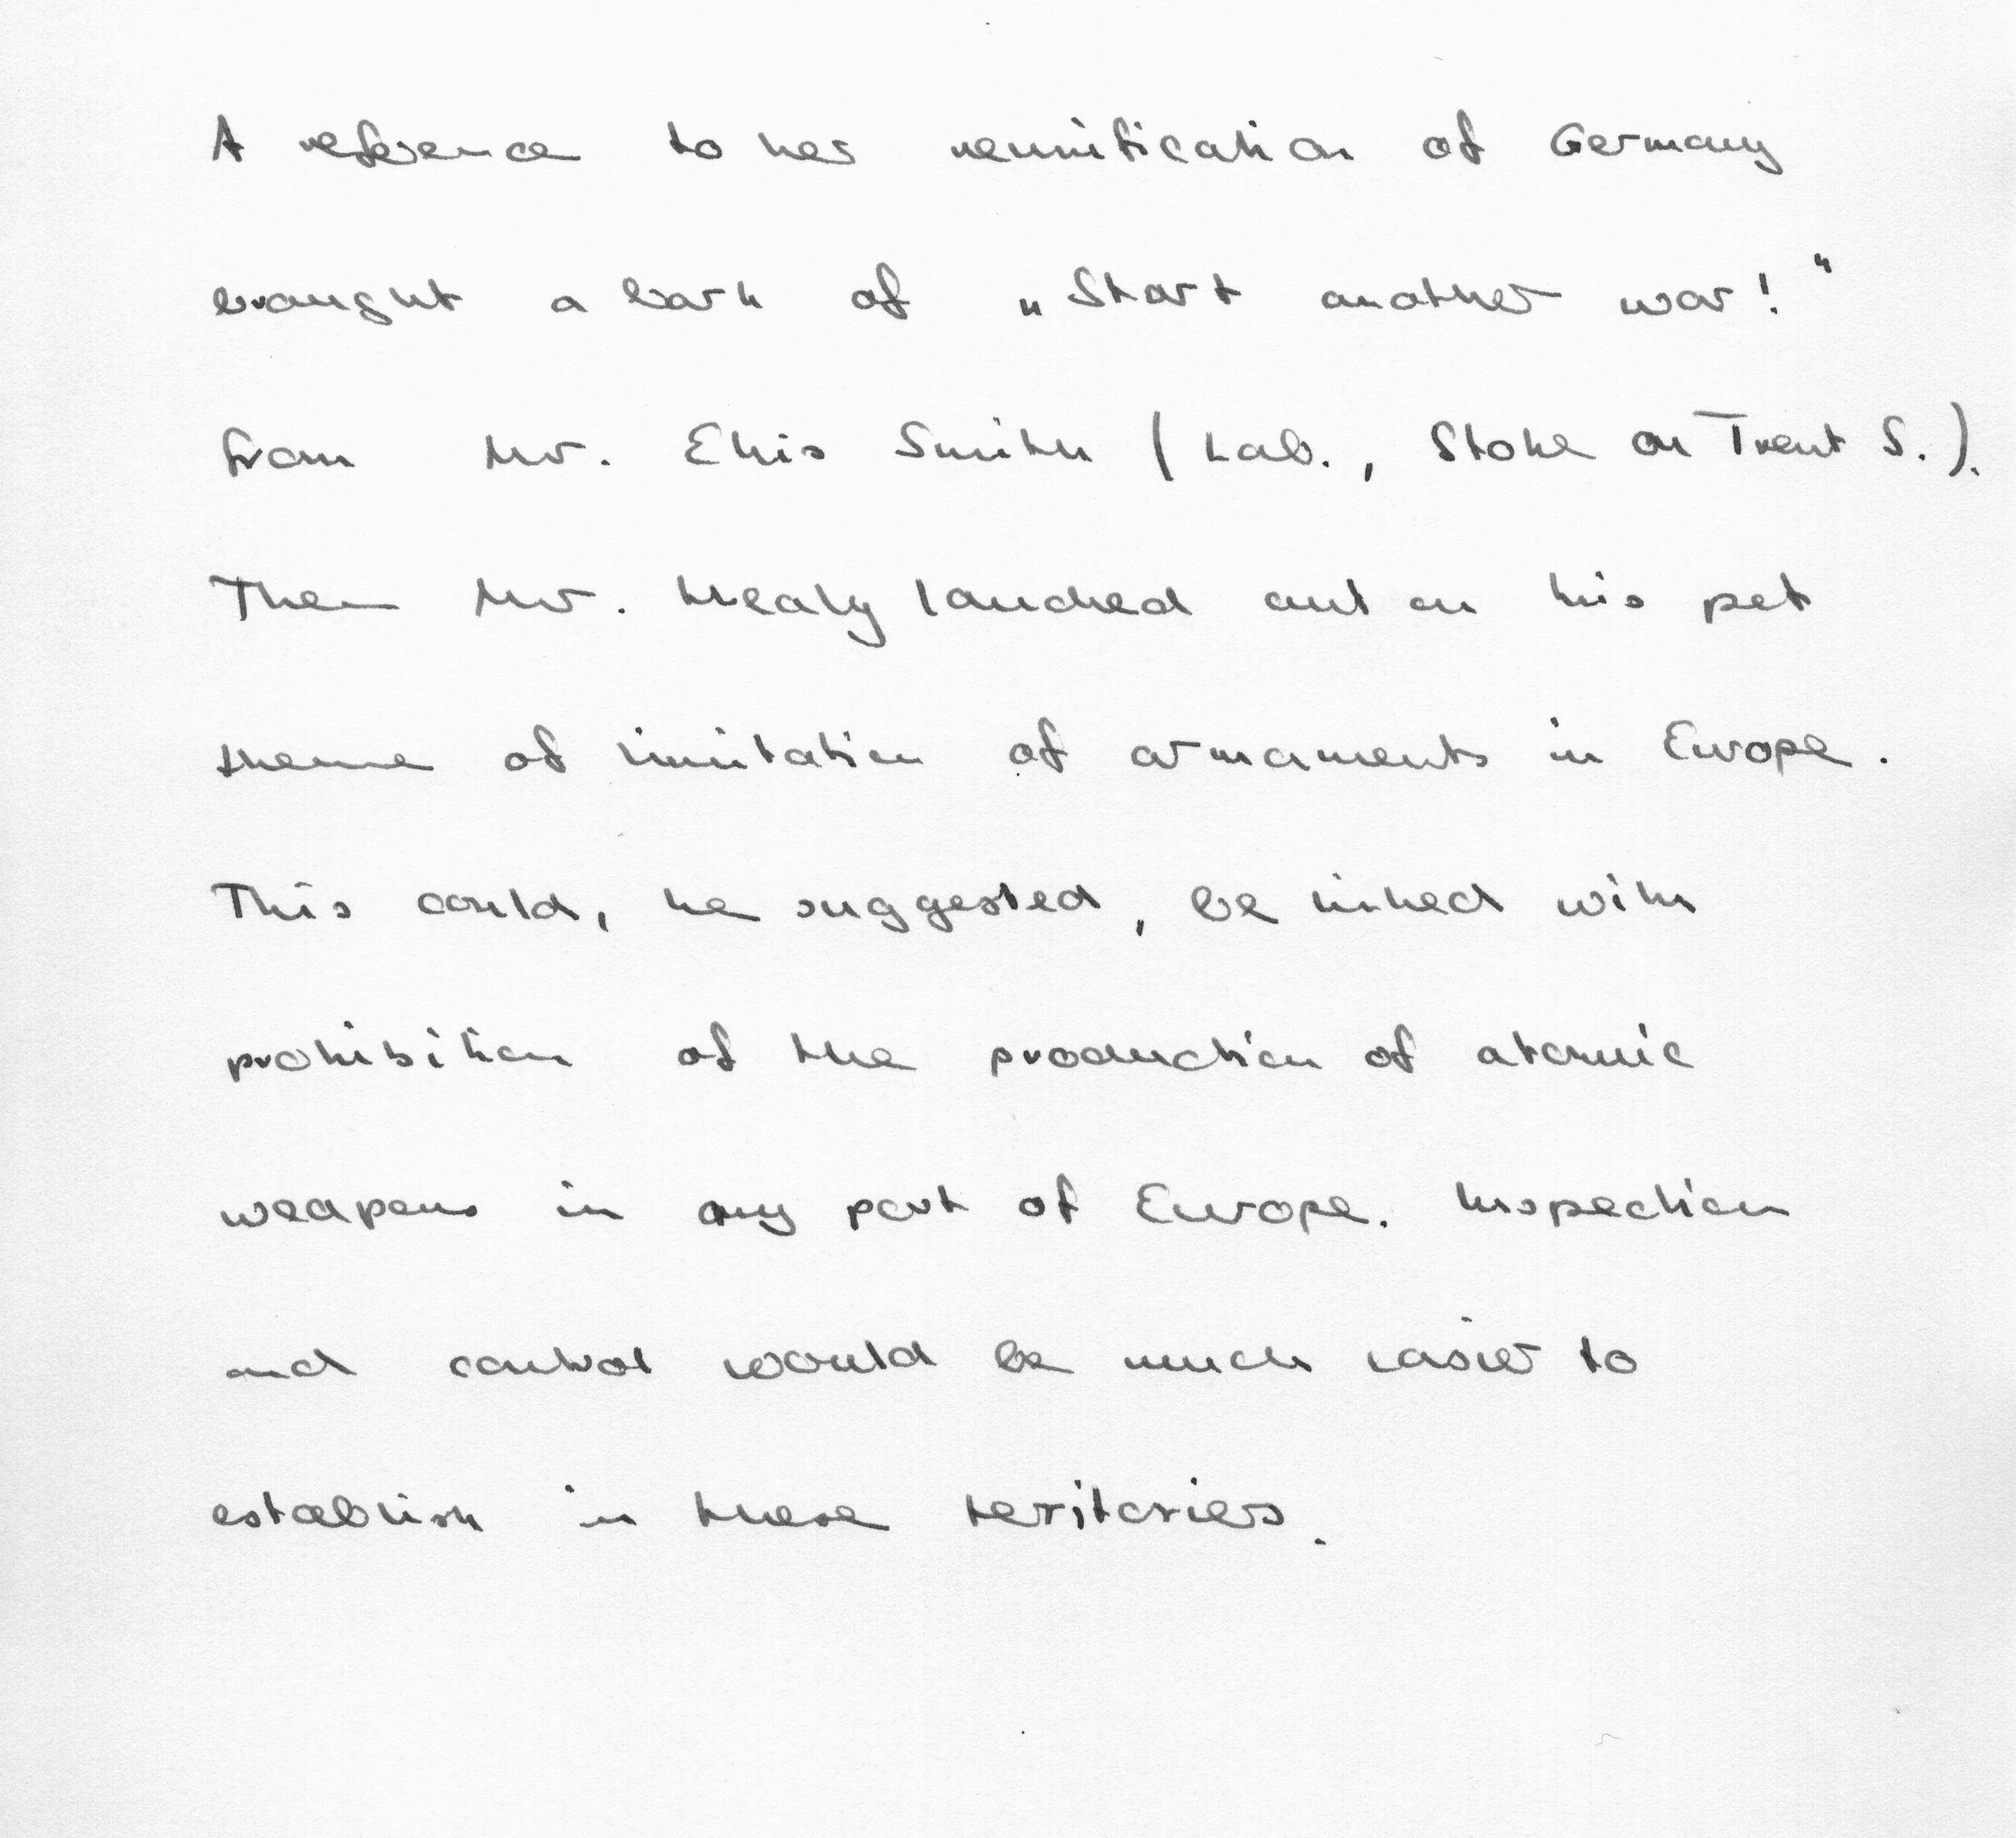 A reference to her reunification of Germany
brought a bark of „Start another war!"
from Mr. Ellis Smith (Lab., Stoke on Trent S.).
Then Mr. Healy lauched out on his pet
theme of limitation of armaments in Europe.
This could, he suggested, be linked with
prohibition of the production of atomic
weapons in any part of Europe. Inspection
and control would be much easier to
establish in these territories.